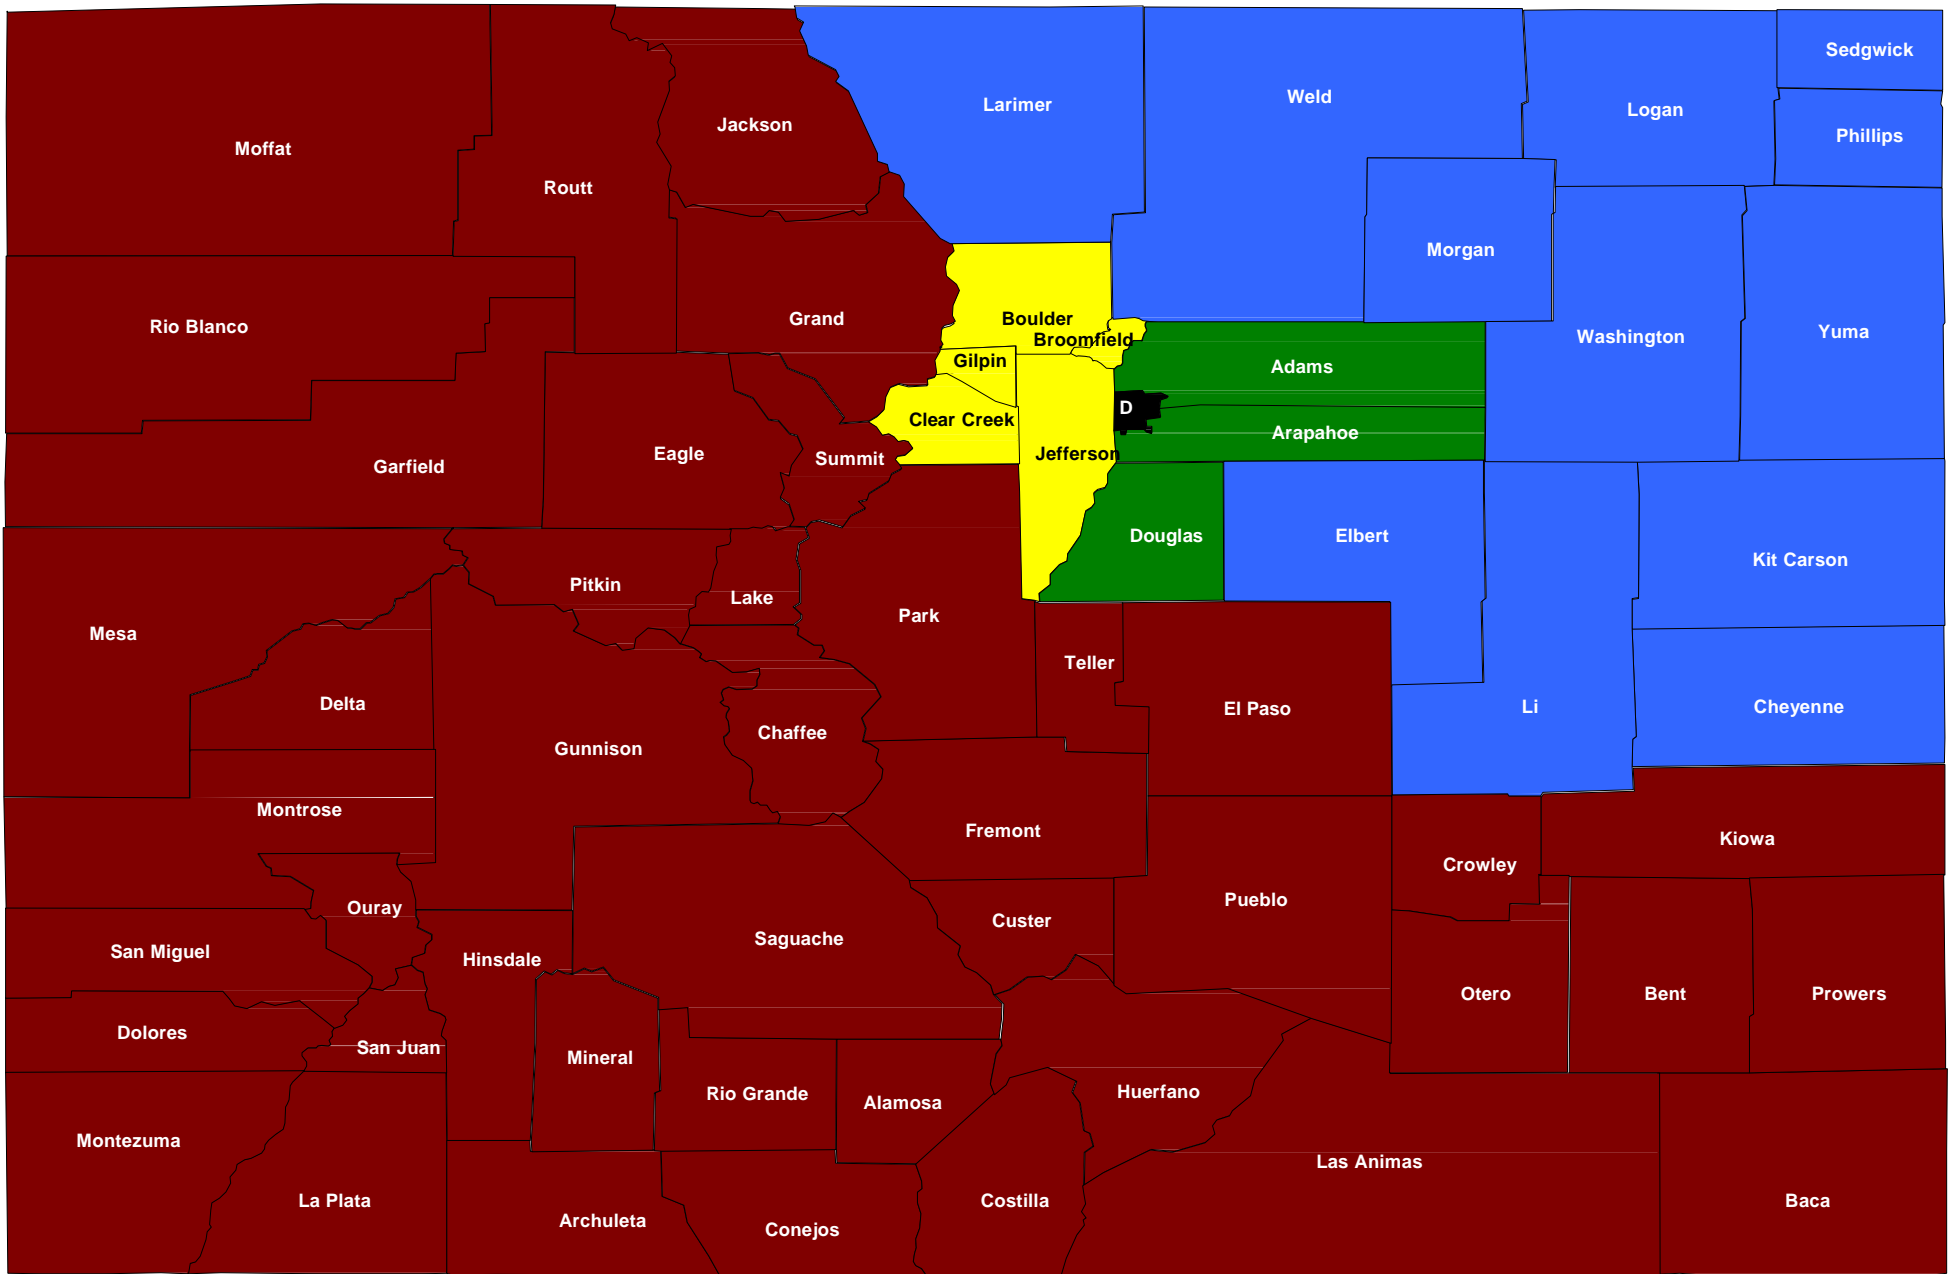 Sedgwick
Larimer
Weld
Logan
Phillips
Jackson
Moffat
Routt
Morgan
Rio Blanco
Grand
Boulder
Broomfield
Washington
Yuma
Gilpin
Adams
D
Clear Creek
Arapahoe
Garfield
Eagle
Summit
Jefferson
Douglas
Elbert
Kit Carson
Pitkin
Lake
Park
Mesa
Teller
Delta
El Paso
Li
Cheyenne
Gunnison
Chaffee
Montrose
Fremont
Kiowa
Crowley
Ouray
Pueblo
Custer
San Miguel
Hinsdale
Saguache
Otero
Bent
Prowers
Dolores
San Juan
Mineral
Rio Grande
Alamosa
Huerfano
Montezuma
Las Animas
La Plata
Archuleta
Conejos
Costilla
Baca